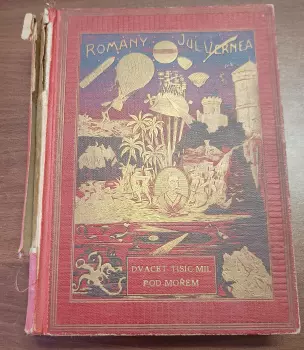 ROMÁNY JUL. VERNEA
DVACET TISÍC MIL
POD MOŘEM